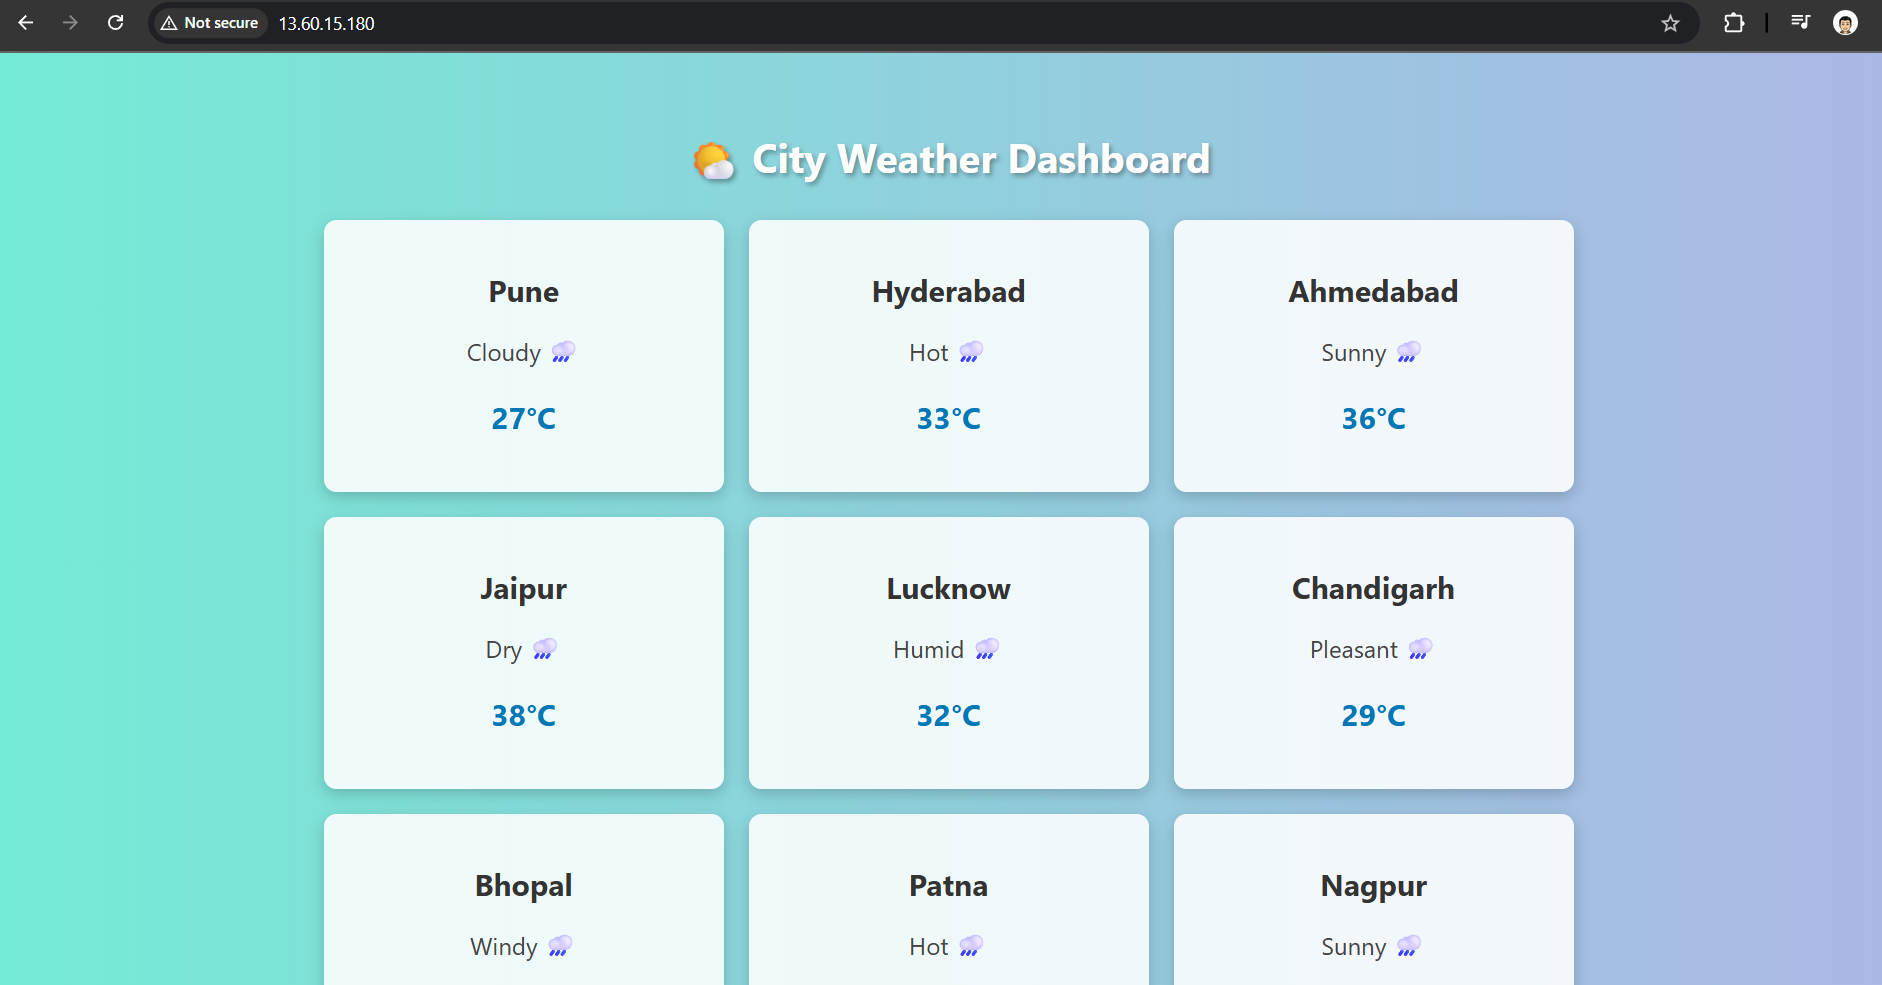 Not secure 13.60.15.180
City Weather Dashboard
Pune
Cloudy
27°C
Hyderabad
Hot
33°C
Ahmedabad
Sunny
36°C
Jaipur
Dry
38°C
Lucknow
Humid
32°C
Chandigarh
Pleasant
29°C
Bhopal
Windy
Patna
Hot
Nagpur
Sunny